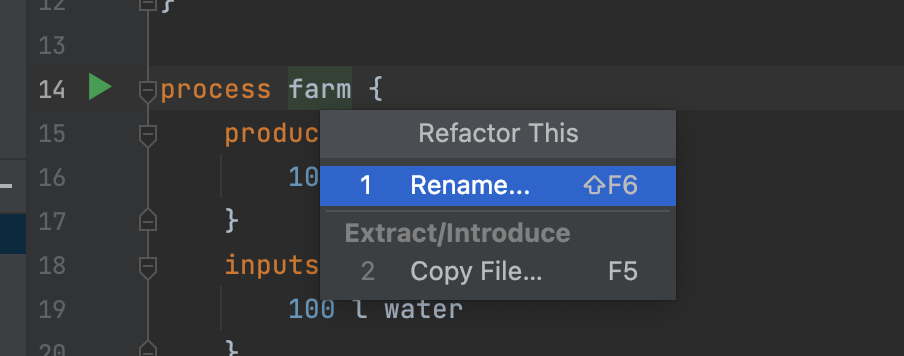 12 }
13
14 process farm {
15 produc
16 10
17 }
18 inputs
19 100 l water
20 }
Refactor This
1 Rename... ⇧F6
Extract/Introduce
2 Copy File... F5